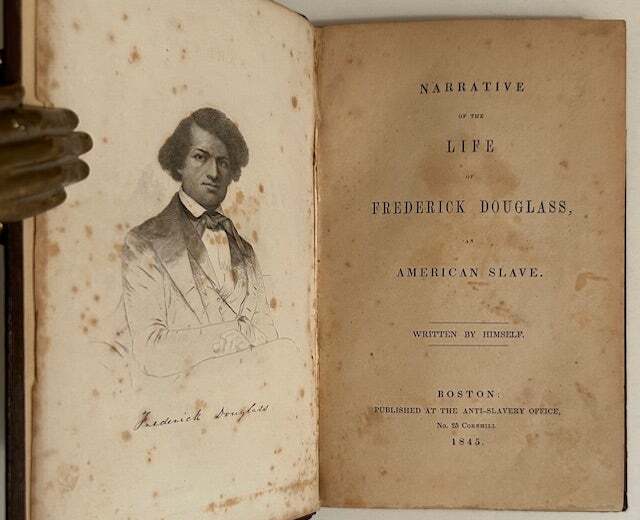 Frederick Douglass
NARRATIVE
OF THE
LIFE
OF
FREDERICK DOUGLASS,
AN
AMERICAN SLAVE.
WRITTEN BY HIMSELF.
BOSTON:
PUBLISHED AT THE ANTI-SLAVERY OFFICE,
No. 25 CORNHILL
1845.